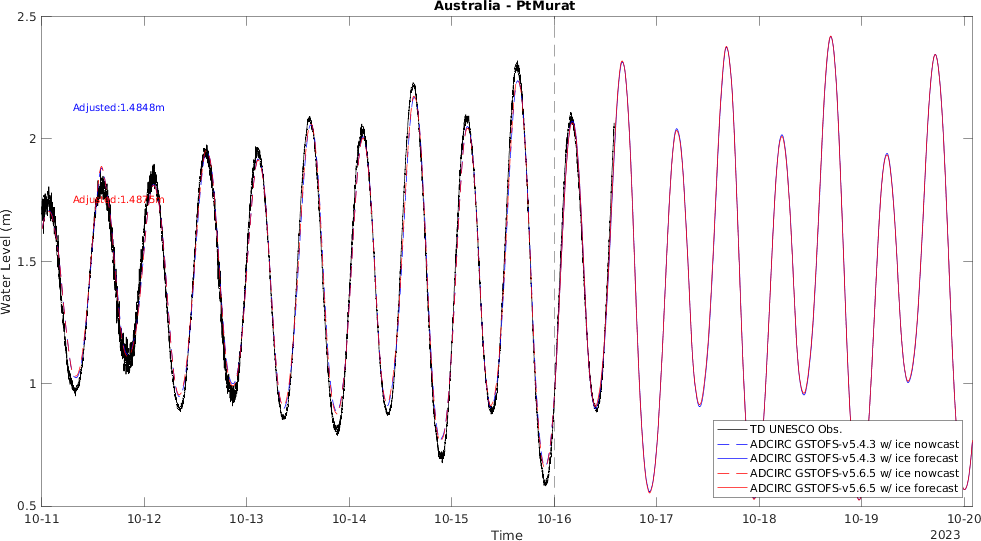 Australia - PtMurat
2.5
2
1.5
1
0.5
Water Level (m)
Adjusted:1.4848m
Adjusted:1.4875m
TD UNESCO Obs.
ADCIRC GSTOFS-v5.4.3 w/ ice nowcast
ADCIRC GSTOFS-v5.4.3 w/ ice forecast
ADCIRC GSTOFS-v5.6.5 w/ ice nowcast
ADCIRC GSTOFS-v5.6.5 w/ ice forecast
10-11 10-12 10-13 10-14 10-15 10-16 10-17 10-18 10-19 10-20
Time
2023